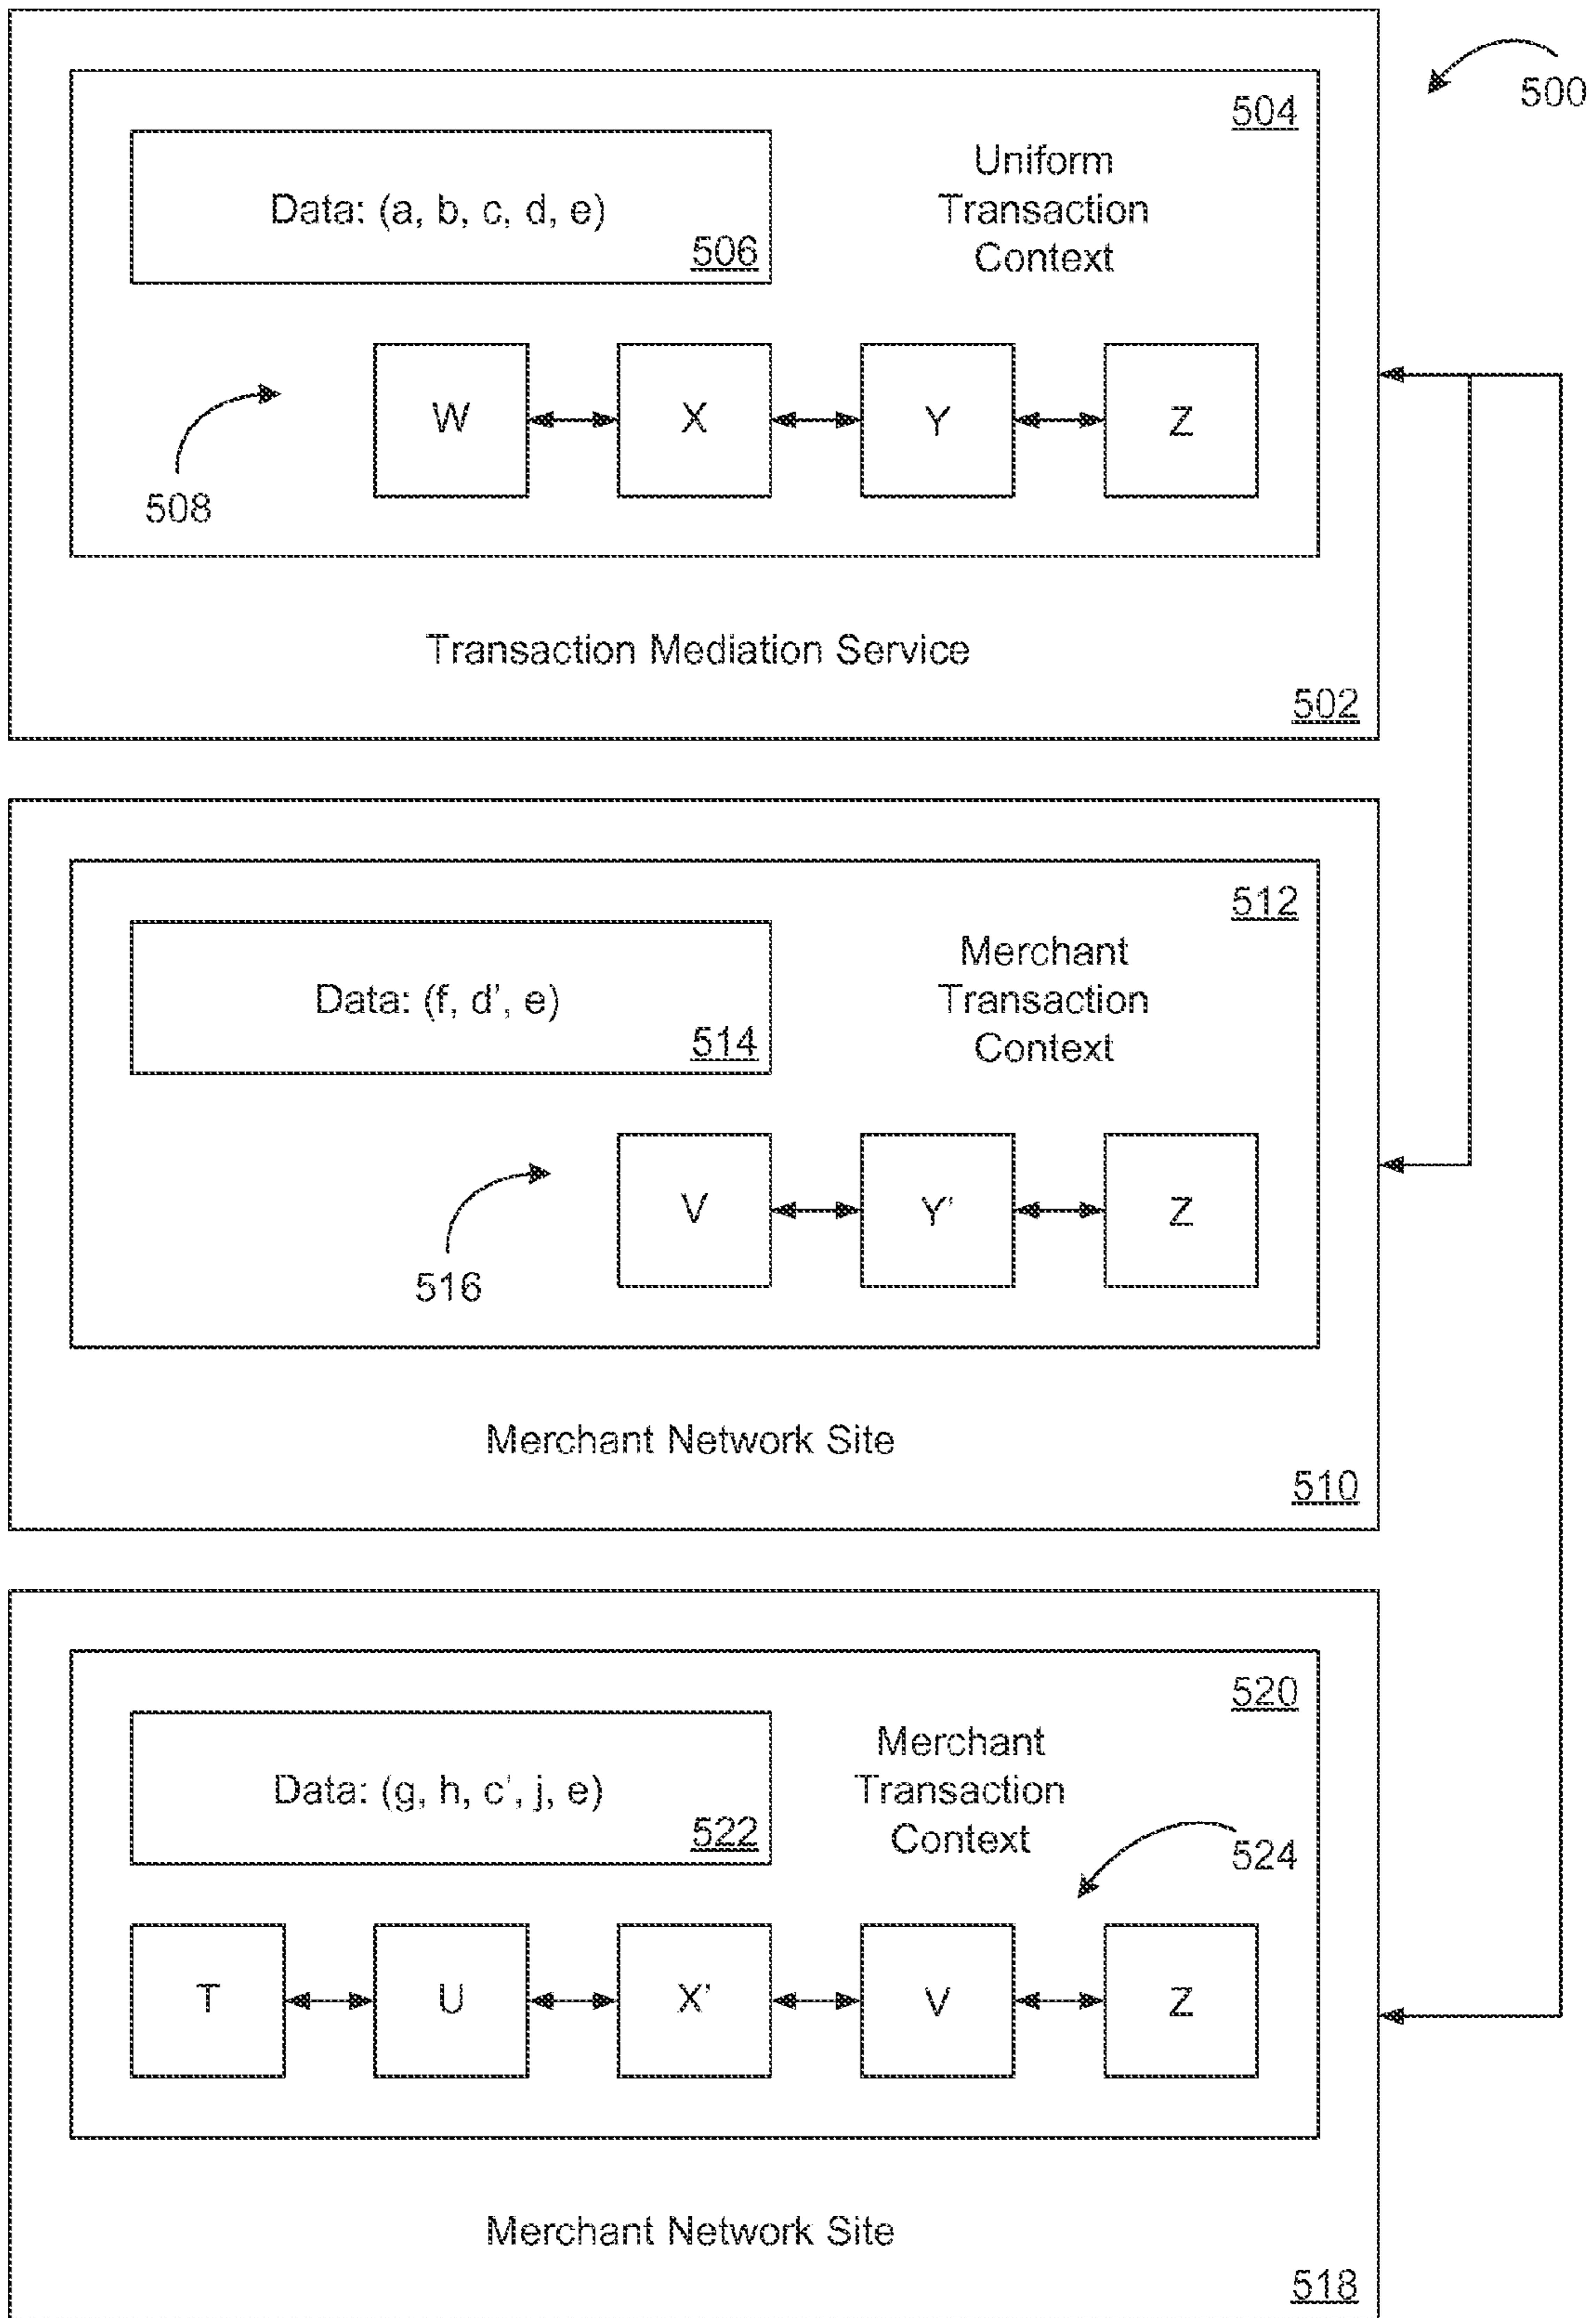 500
504
Uniform
Transaction
Context
Data: (a, b, c, d, e)
506
W
X
Y
Z
508
Transaction Mediation Service
502
512
Merchant
Transaction
Context
Data: (f, d', e)
514
V
Y'
Z
516
Merchant Network Site
510
520
Merchant
Transaction
Context
Data: (g, h, c', j, e)
522
524
T
U
X'
V
Z
Merchant Network Site
518